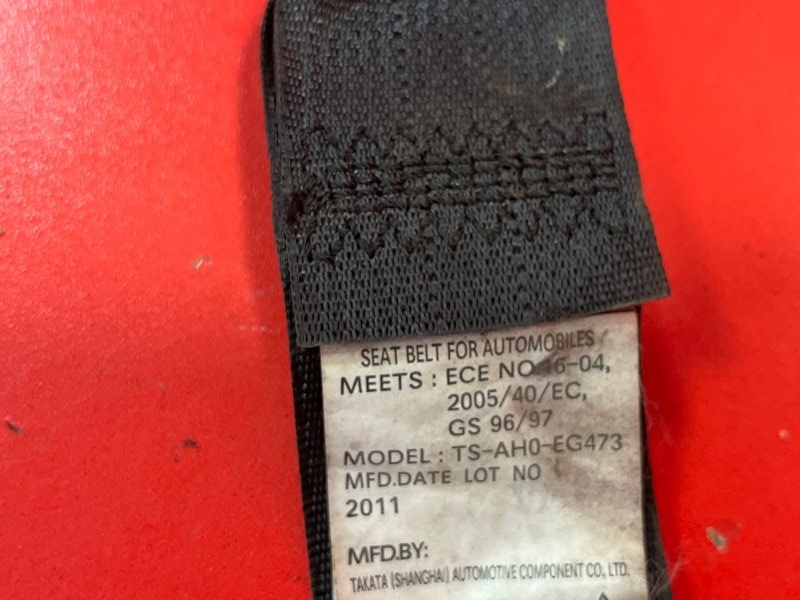 SEAT BELT FOR AUTOMOBILES
MEETS : ECE NO.16-04,
2005/40/EC,
GS 96/97
MODEL : TS-AH0-EG473
MFD.DATE LOT NO
2011
MFD.BY:
TAKATA (SHANGHAI) AUTOMOTIVE COMPONENT CO., LTD.